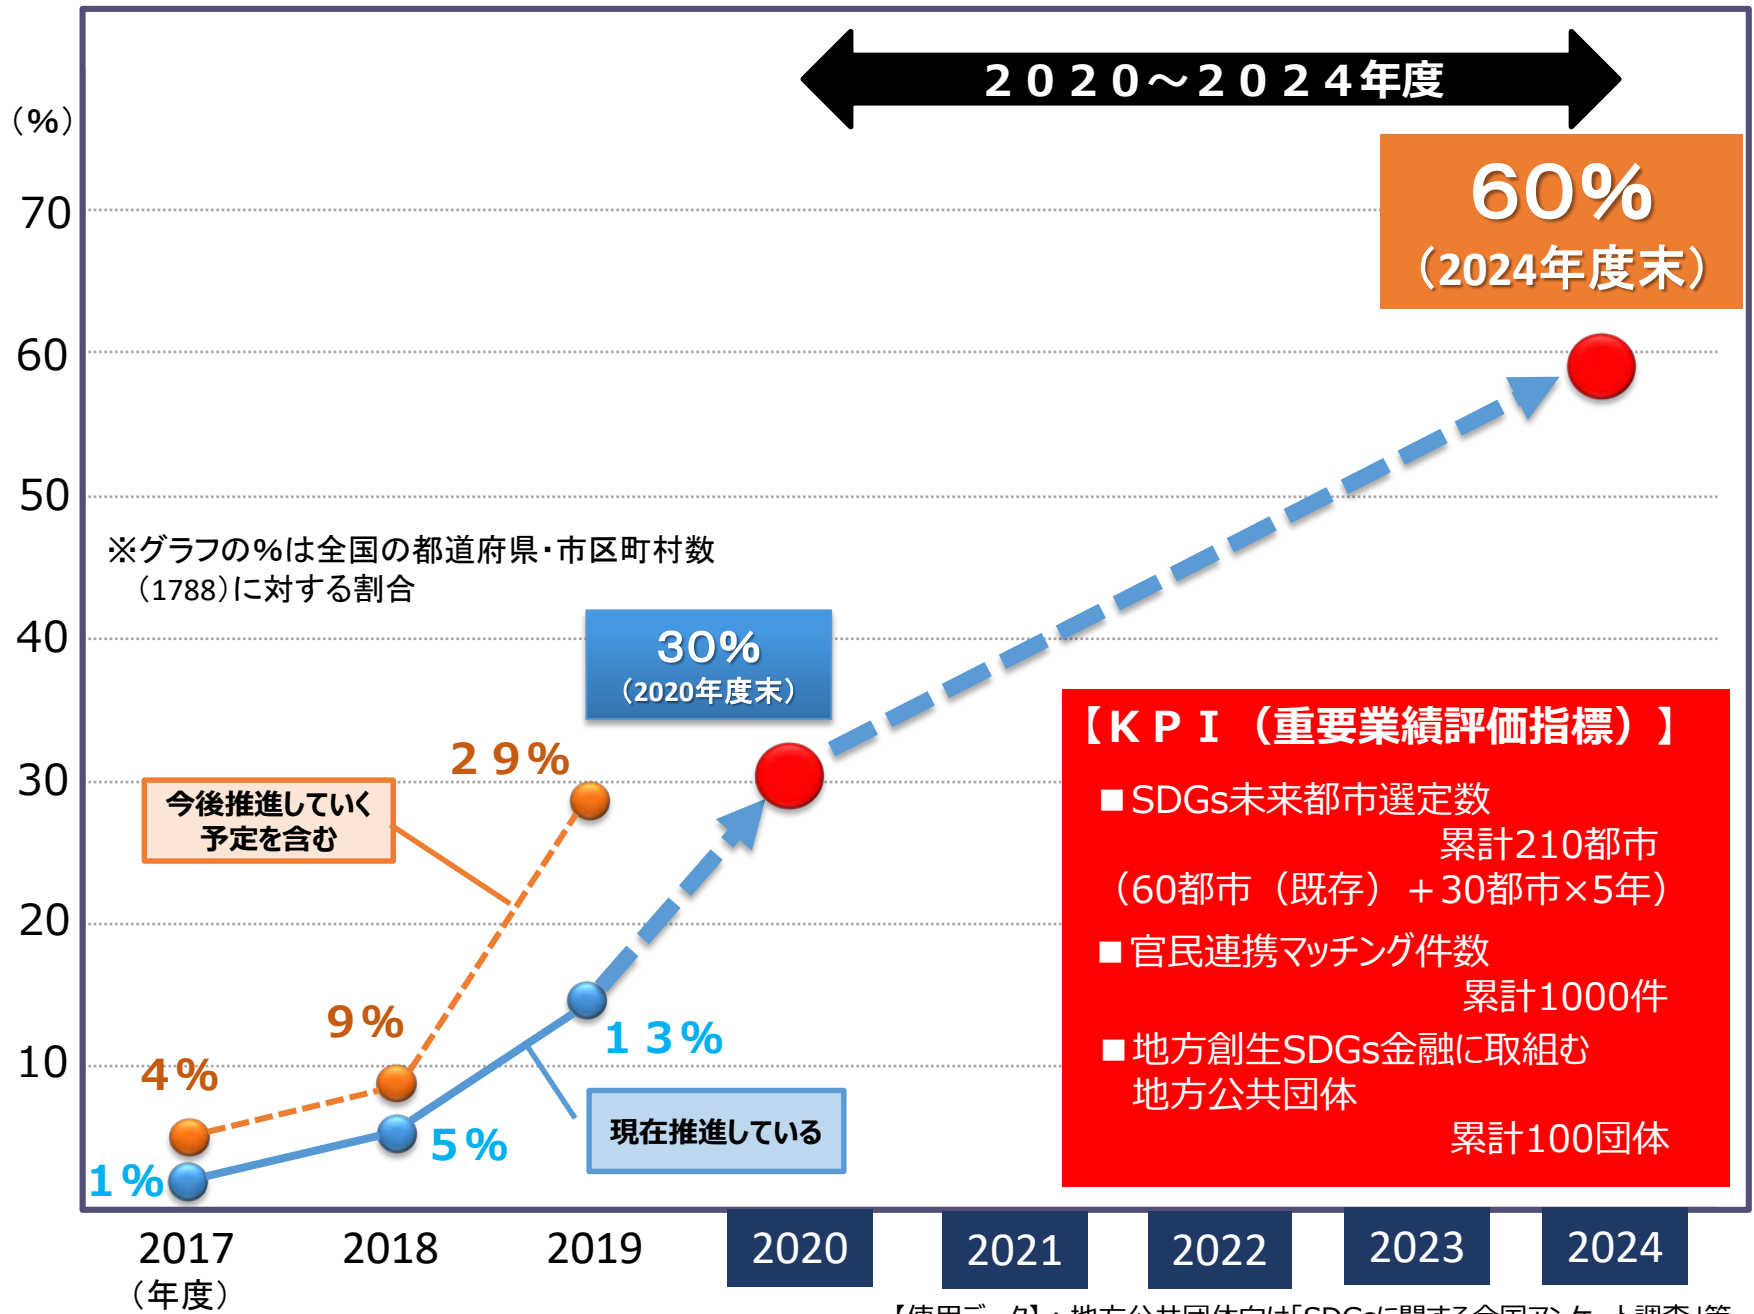 ２０２０～２０２４年度
（%）
60%
（2024年度末）
70
60
50
※グラフの%は全国の都道府県・市区町村数
（1788）に対する割合
40
30%
（2020年度末）
【ＫＰＩ（重要業績評価指標）】
２９%
30
今後推進していく
予定を含む
■SDGs未来都市選定数
累計210都市
（60都市（既存）＋30都市×5年）
20
■官民連携マッチング件数
累計1000件
９%
１３%
■地方創生SDGs金融に取組む
地方公共団体
累計100団体
10
４%
現在推進している
５%
１%
2017
（年度）
2018
2019
2020
2021
2022
2023
2024